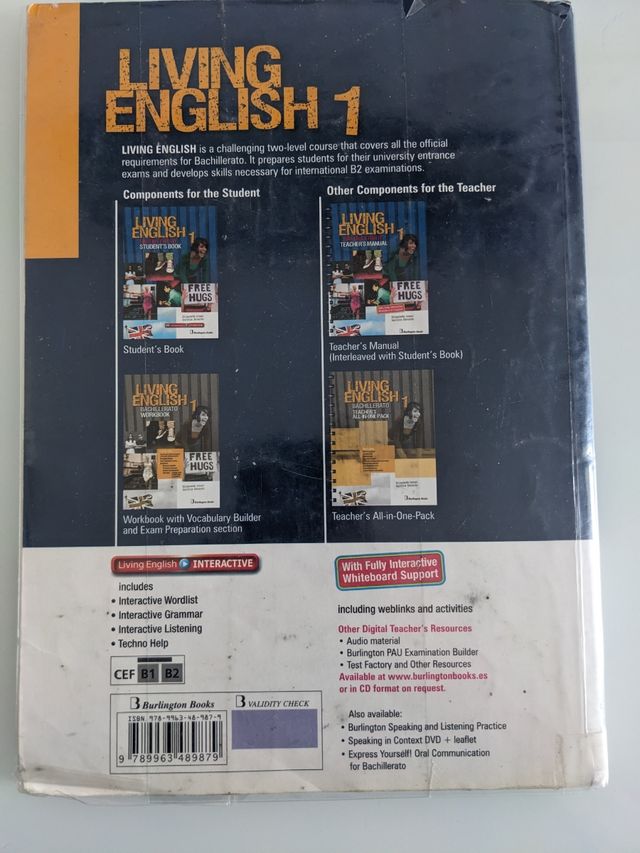 LIVING
ENGLISH 1
LIVING ENGLISH is a challenging two-level course that covers all the official
requirements for Bachillerato. It prepares students for their university entrance
exams and develops skills necessary for international B2 examinations.
Components for the Student
LIVING
ENGLISH 1
STUDENT'S BOOK
FREE
HUGS
Student's Book
LIVING
ENGLISH 1
BACHILLERATO
WORKBOOK
FREE
HUGS
Workbook with Vocabulary Builder
and Exam Preparation section
Other Components for the Teacher
LIVING
ENGLISH 1
TEACHER'S MANUAL
FREE
HUGS
Teacher's Manual
(Interleaved with Student's Book)
LIVING
ENGLISH 1
BACHILLERATO
TEACHER'S
ALL-IN-ONE PACK
Teacher's All-in-One-Pack
Living English INTERACTIVE
includes
• Interactive Wordlist
• Interactive Grammar
• Interactive Listening
• Techno Help
CEF B1 B2
With Fully Interactive
Whiteboard Support
including weblinks and activities
Other Digital Teacher's Resources
• Audio material
• Burlington PAU Examination Builder
• Test Factory and Other Resources
Available at www.burlingtonbooks.es
or in CD format on request.
B Burlington Books
ISBN 978-9963-48-987-9
9 789963 489879
B VALIDITY CHECK
Also available:
• Burlington Speaking and Listening Practice
• Speaking in Context DVD + leaflet
• Express Yourself! Oral Communication
for Bachillerato